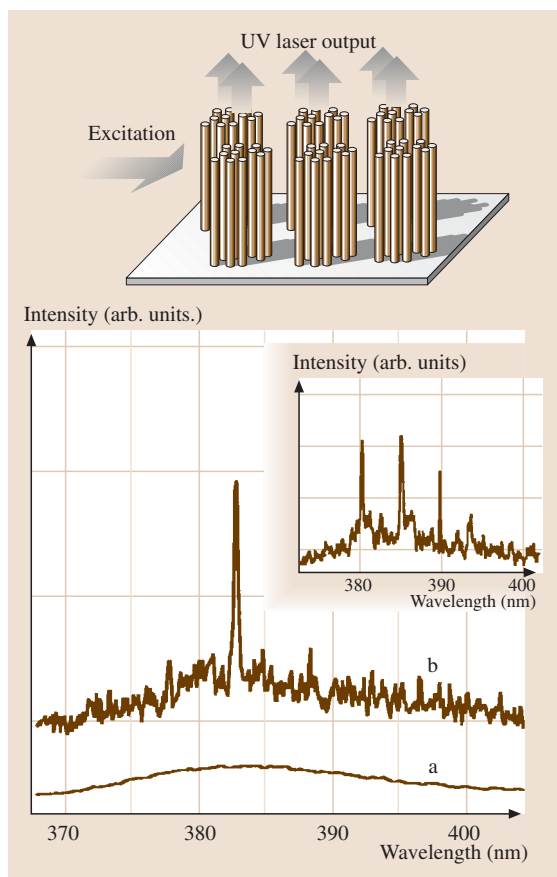 UV laser output
Excitation
Intensity (arb. units.)
Intensity (arb. units)
380 390 400
Wavelength (nm)
b
a
370 380 390 400
Wavelength (nm)